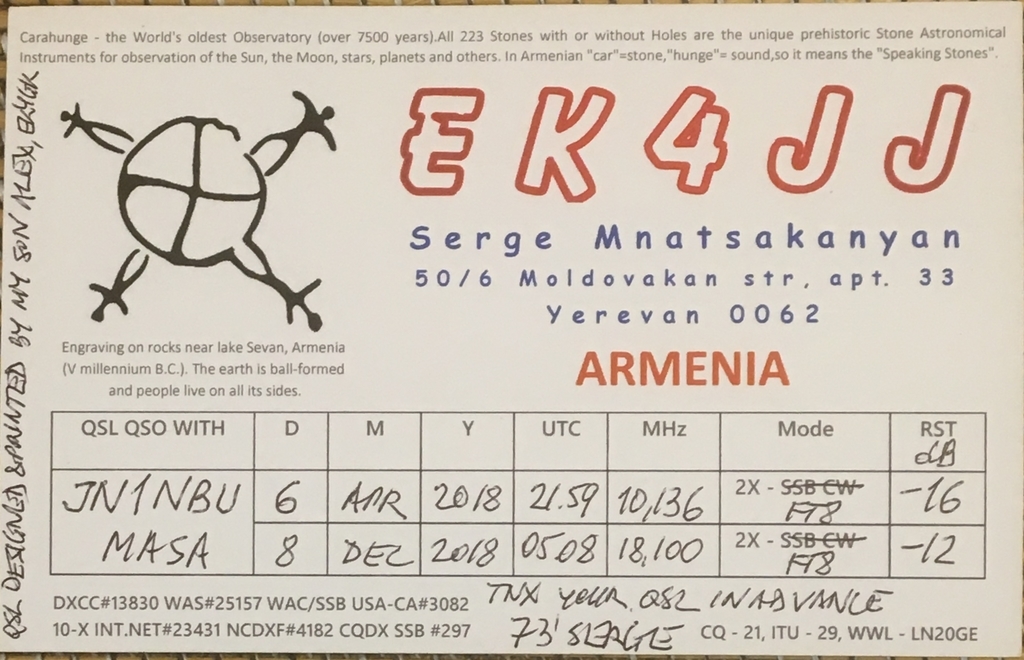 Carahunge - the World's oldest Observatory (over 7500 years).All 223 Stones with or without Holes are the unique prehistoric Stone Astronomical
Instruments for observation of the Sun, the Moon, stars, planets and others. In Armenian "car"=stone,"hunge"= sound,so it means the "Speaking Stones".
QSL DESIGNED & PRINTED BY MY SON ALEX, EK4GK
EK4JJ
Serge Mnatsakanyan
50/6 Moldovakan str, apt. 33
Yerevan 0062
ARMENIA
Engraving on rocks near lake Sevan, Armenia
(V millennium B.C.). The earth is ball-formed
and people live on all its sides.
QSL QSO WITH D M Y UTC MHz Mode RST
dB
JN1NBU 6 APR 2018 21.59 10,136 2X - SSB CW FT8 -16
MASA 8 DEC 2018 0508 18,100 2X - SSB CW FT8 -12
DXCC#13830 WAS#25157 WAC/SSB USA-CA#3082 TNX YOUR QSL IN ADVANCE
10-X INT.NET#23431 NCDXF#4182 CQDX SSB #297 73' SERGE CQ - 21, ITU - 29, WWL - LN20GE